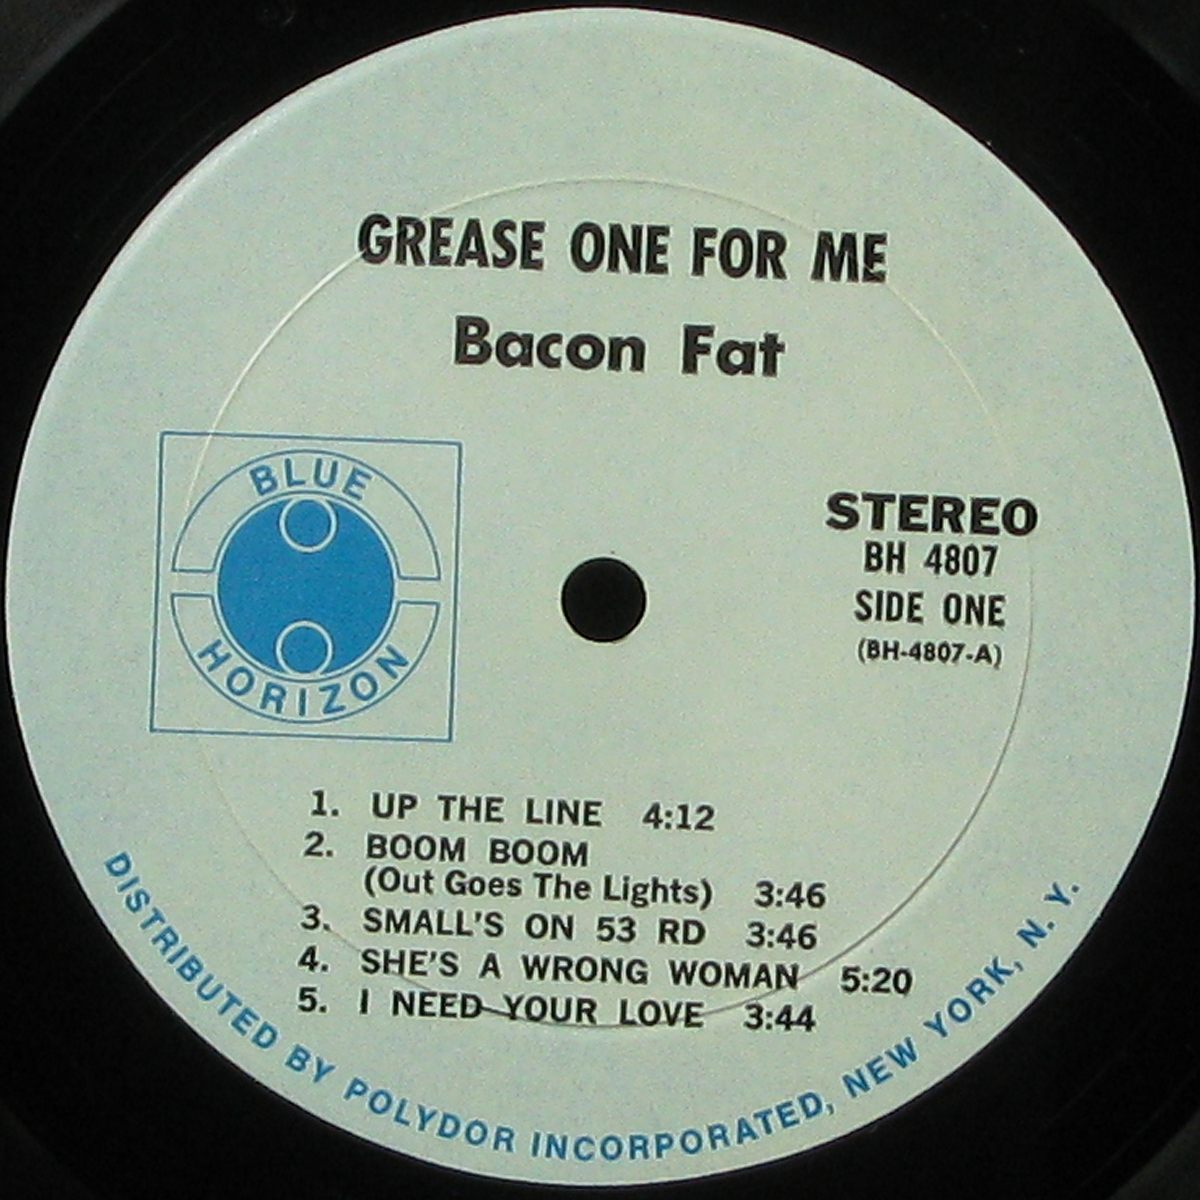 GREASE ONE FOR ME
Bacon Fat
BLUE
HORIZON
STEREO
BH 4807
SIDE ONE
(BH-4807-A)
1. UP THE LINE 4:12
2. BOOM BOOM
(Out Goes The Lights) 3:46
3. SMALL'S ON 53 RD 3:46
4. SHE'S A WRONG WOMAN 5:20
5. I NEED YOUR LOVE 3:44
DISTRIBUTED BY POLYDOR INCORPORATED, NEW YORK, N. Y.